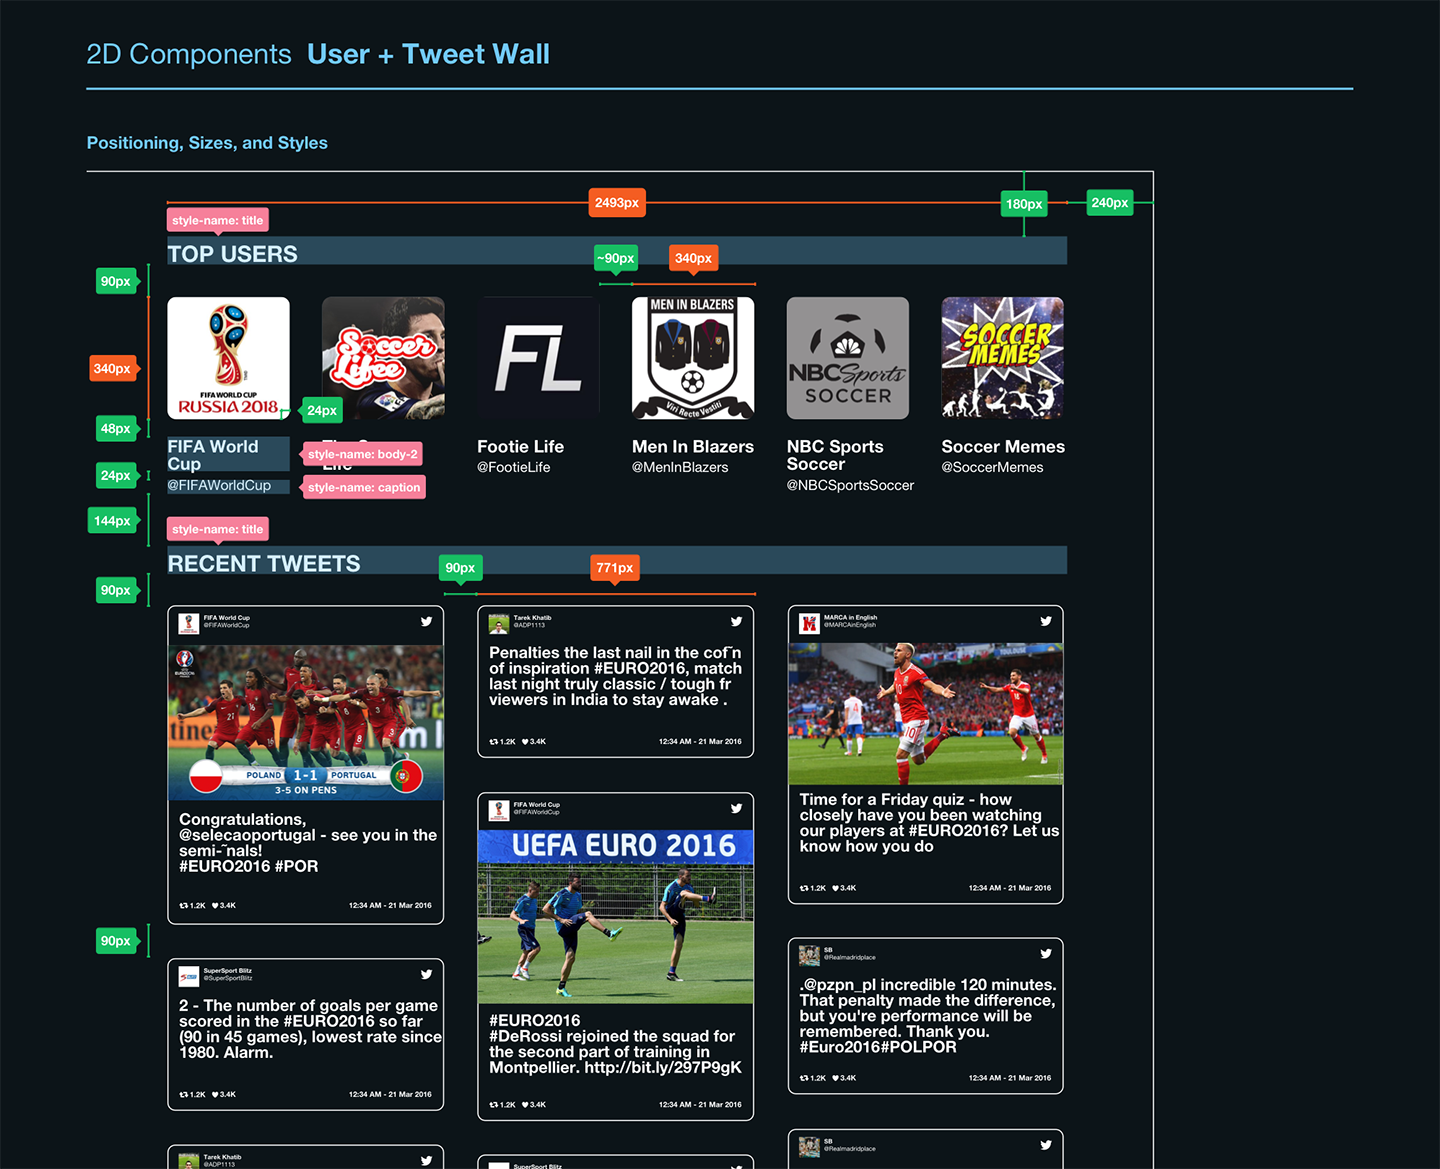 2D Components User + Tweet Wall
Positioning, Sizes, and Styles
2493px
180px
240px
style-name: title
TOP USERS
~90px
340px
90px
340px
FIFA WORLD CUP
RUSSIA 2018
Soccer
Lifee
FL
MEN IN BLAZERS
Viri Recte Vestiti
NBC Sports
SOCCER
SOCCER
MEMES
24px
48px
FIFA World
Cup
@FIFAWorldCup
style-name: body-2
Life
style-name: caption
Footie Life
@FootieLife
Men In Blazers
@MenInBlazers
NBC Sports
Soccer
@NBCSportsSoccer
Soccer Memes
@SoccerMemes
24px
144px
style-name: title
RECENT TWEETS
90px
771px
90px
FIFA World Cup
@FIFAWorldCup
POLAND 1-1 PORTUGAL
3-5 ON PENS
Congratulations,
@selecaoportugal - see you in the
semi-˜nals!
#EURO2016 #POR
1.2K 3.4K 12:34 AM - 21 Mar 2016
90px
SuperSport Blitz
@SuperSportBlitz
2 - The number of goals per game
scored in the #EURO2016 so far
(90 in 45 games), lowest rate since
1980. Alarm.
1.2K 3.4K 12:34 AM - 21 Mar 2016
Tarek Khatib
@ADP1113
Tarek Khatib
@ADP1113
Penalties the last nail in the cof˜n
of inspiration #EURO2016, match
last night truly classic / tough fr
viewers in India to stay awake .
1.2K 3.4K 12:34 AM - 21 Mar 2016
FIFA World Cup
@FIFAWorldCup
UEFA EURO 2016
#EURO2016
#DeRossi rejoined the squad for
the second part of training in
Montpellier. http://bit.ly/297P9gK
1.2K 3.4K 12:34 AM - 21 Mar 2016
SuperSport Blitz
MARCA in English
@MARCAinEnglish
TOULOUSE
Time for a Friday quiz - how
closely have you been watching
our players at #EURO2016? Let us
know how you do
1.2K 3.4K 12:34 AM - 21 Mar 2016
SB
@Realmadridplace
.@pzpn_pl incredible 120 minutes.
That penalty made the difference,
but you're performance will be
remembered. Thank you.
#Euro2016#POLPOR
1.2K 3.4K 12:34 AM - 21 Mar 2016
SB
@Realmadridplace